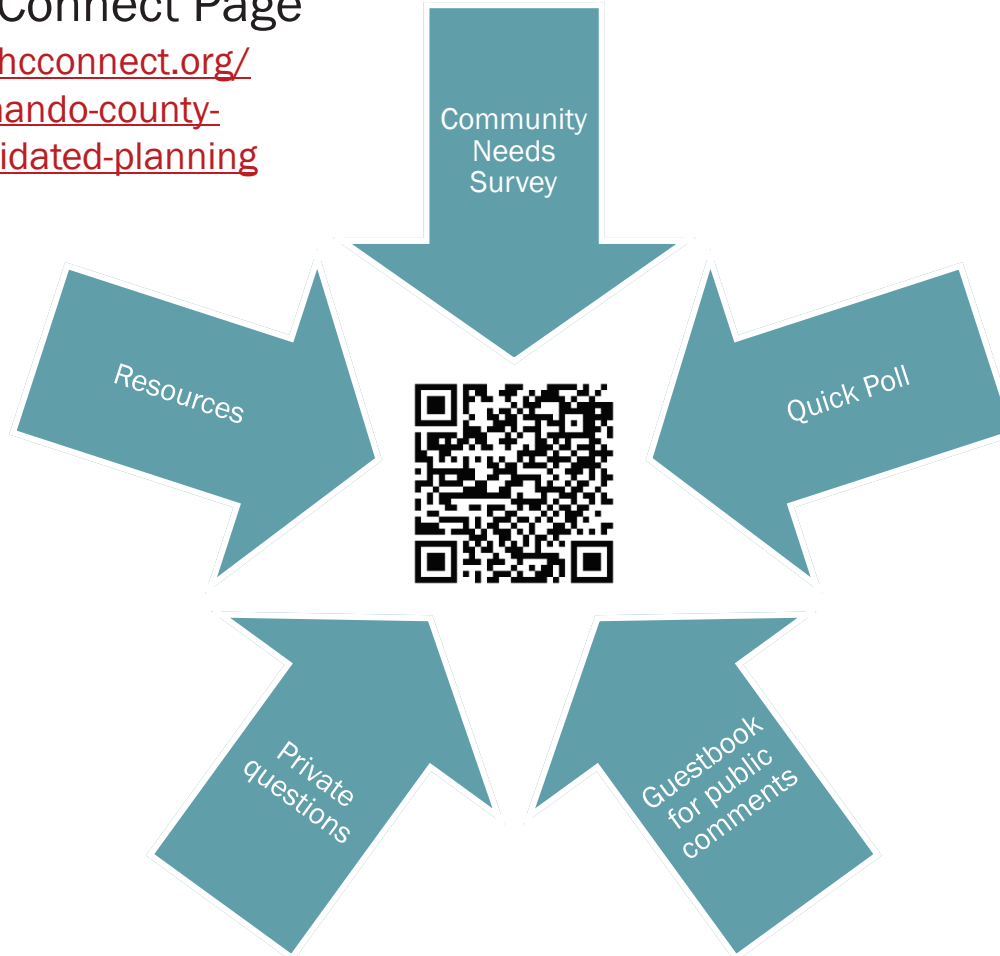 Connect Page
hcconnect.org/
ando-county-
idated-planning
Community
Needs
Survey
Resources
Quick Poll
Private
questions
Guestbook
for public
comments